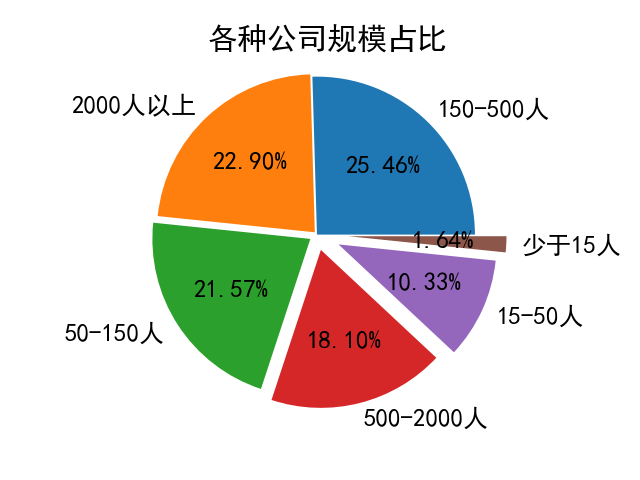 各种公司规模占比
2000人以上
150-500人
22.90%
25.46%
1.64%
少于15人
21.57%
10.33%
15-50人
50-150人
18.10%
500-2000人